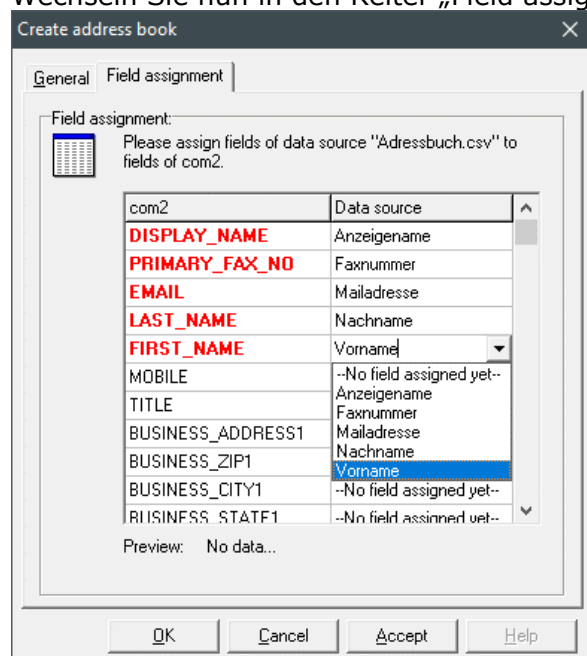 Wechseln Sie nun in den Reiter „Field assig
Create address book
General Field assignment
Field assignment:
Please assign fields of data source "Adressbuch.csv" to
fields of com2.
com2 Data source
DISPLAY_NAME Anzeigename
PRIMARY_FAX_NO Faxnummer
EMAIL Mailadresse
LAST_NAME Nachname
FIRST_NAME Vorname
MOBILE --No field assigned yet--
Anzeigename
TITLE Faxnummer
BUSINESS_ADDRESS1 Mailadresse
Nachname
BUSINESS_ZIP1 Vorname
BUSINESS_CITY1 --No field assigned yet--
BUSINESS_STATE1 --No field assigned yet--
Preview: No data...
OK Cancel Accept Help